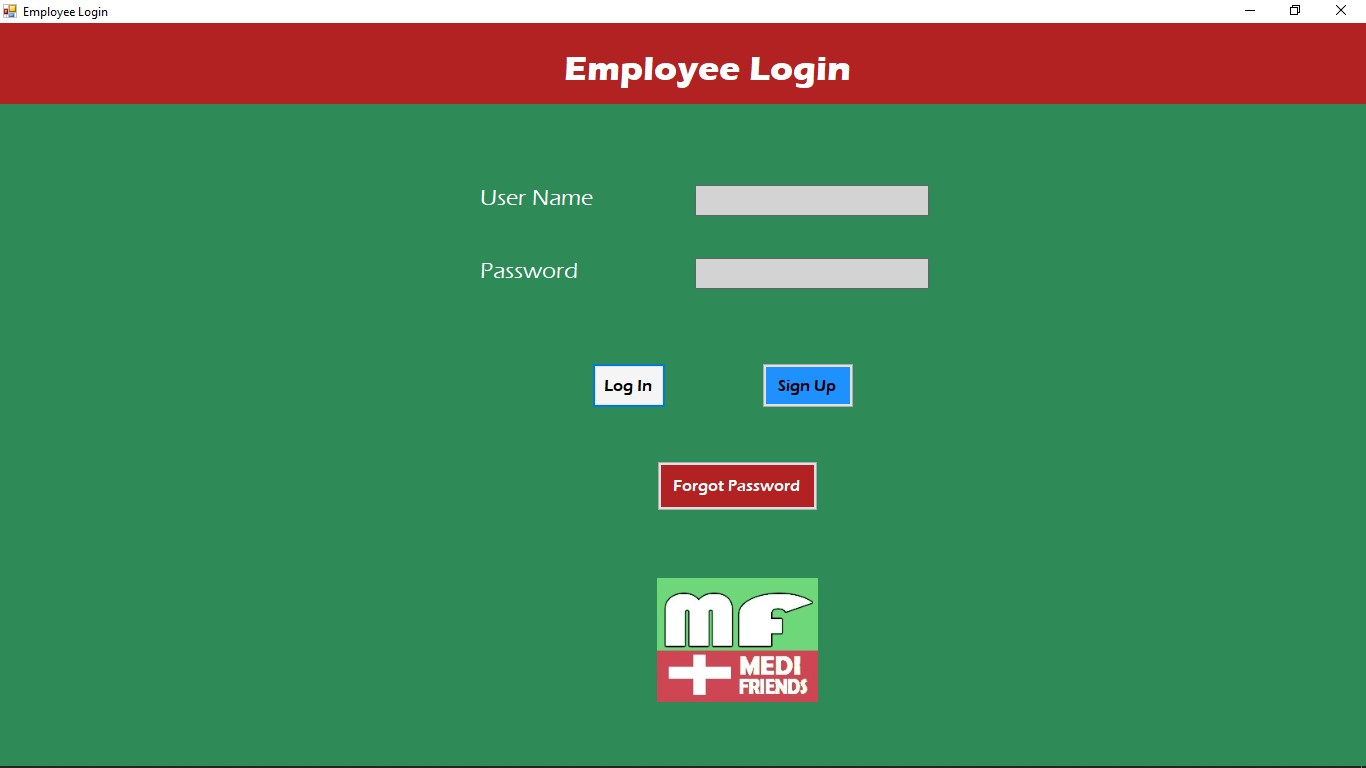 Employee Login
Employee Login
User Name
Password
Log In
Sign Up
Forgot Password
mF
MEDI
FRIENDS